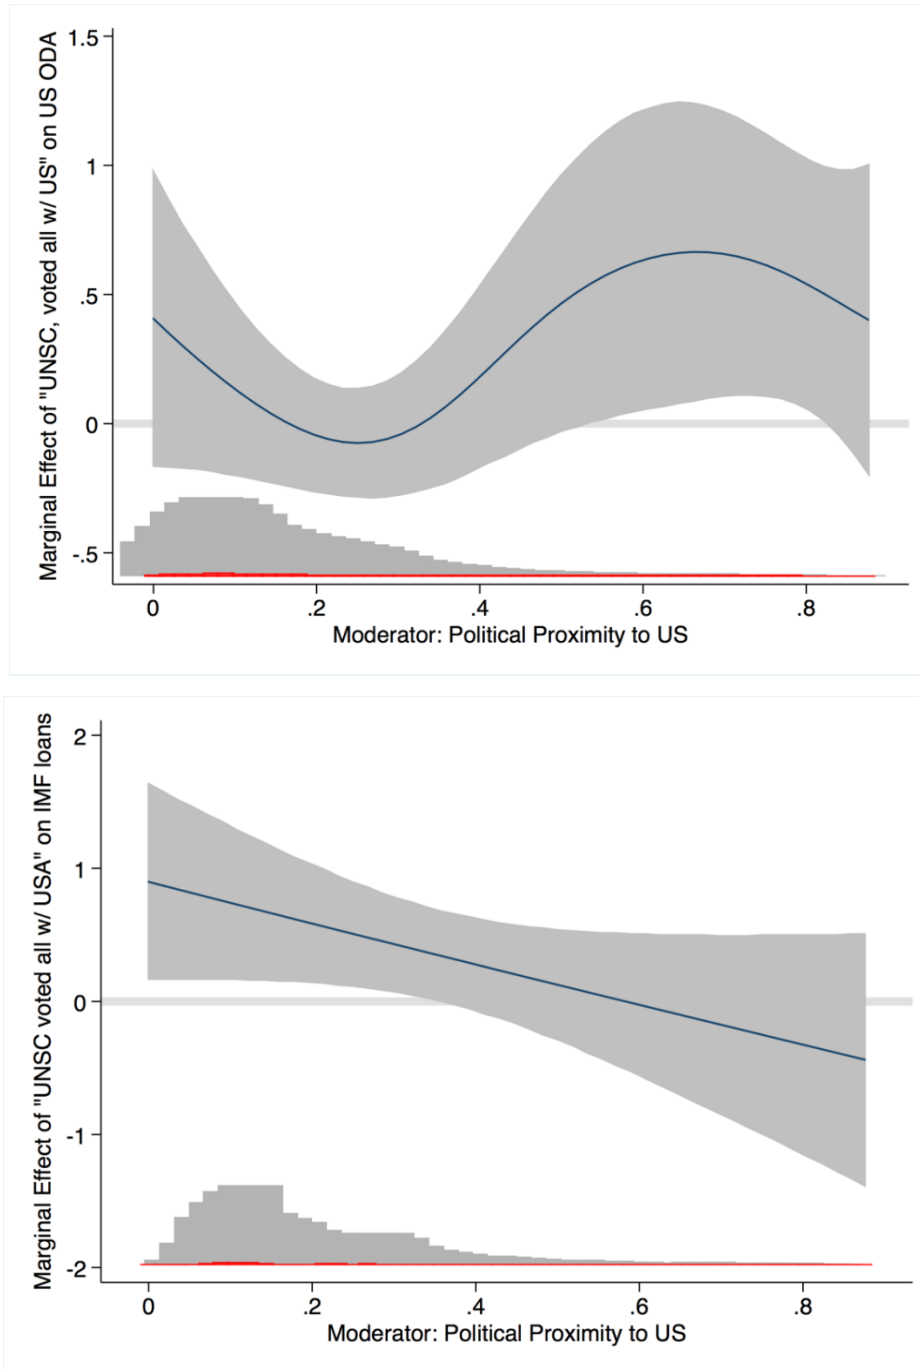 Marginal Effect of "UNSC, voted all w/ US" on US ODA
1.5
1
.5
0
-.5
0 .2 .4 .6 .8
Moderator: Political Proximity to US
Marginal Effect of "UNSC voted all w/ USA" on IMF loans
2
1
0
-1
-2
0 .2 .4 .6 .8
Moderator: Political Proximity to US